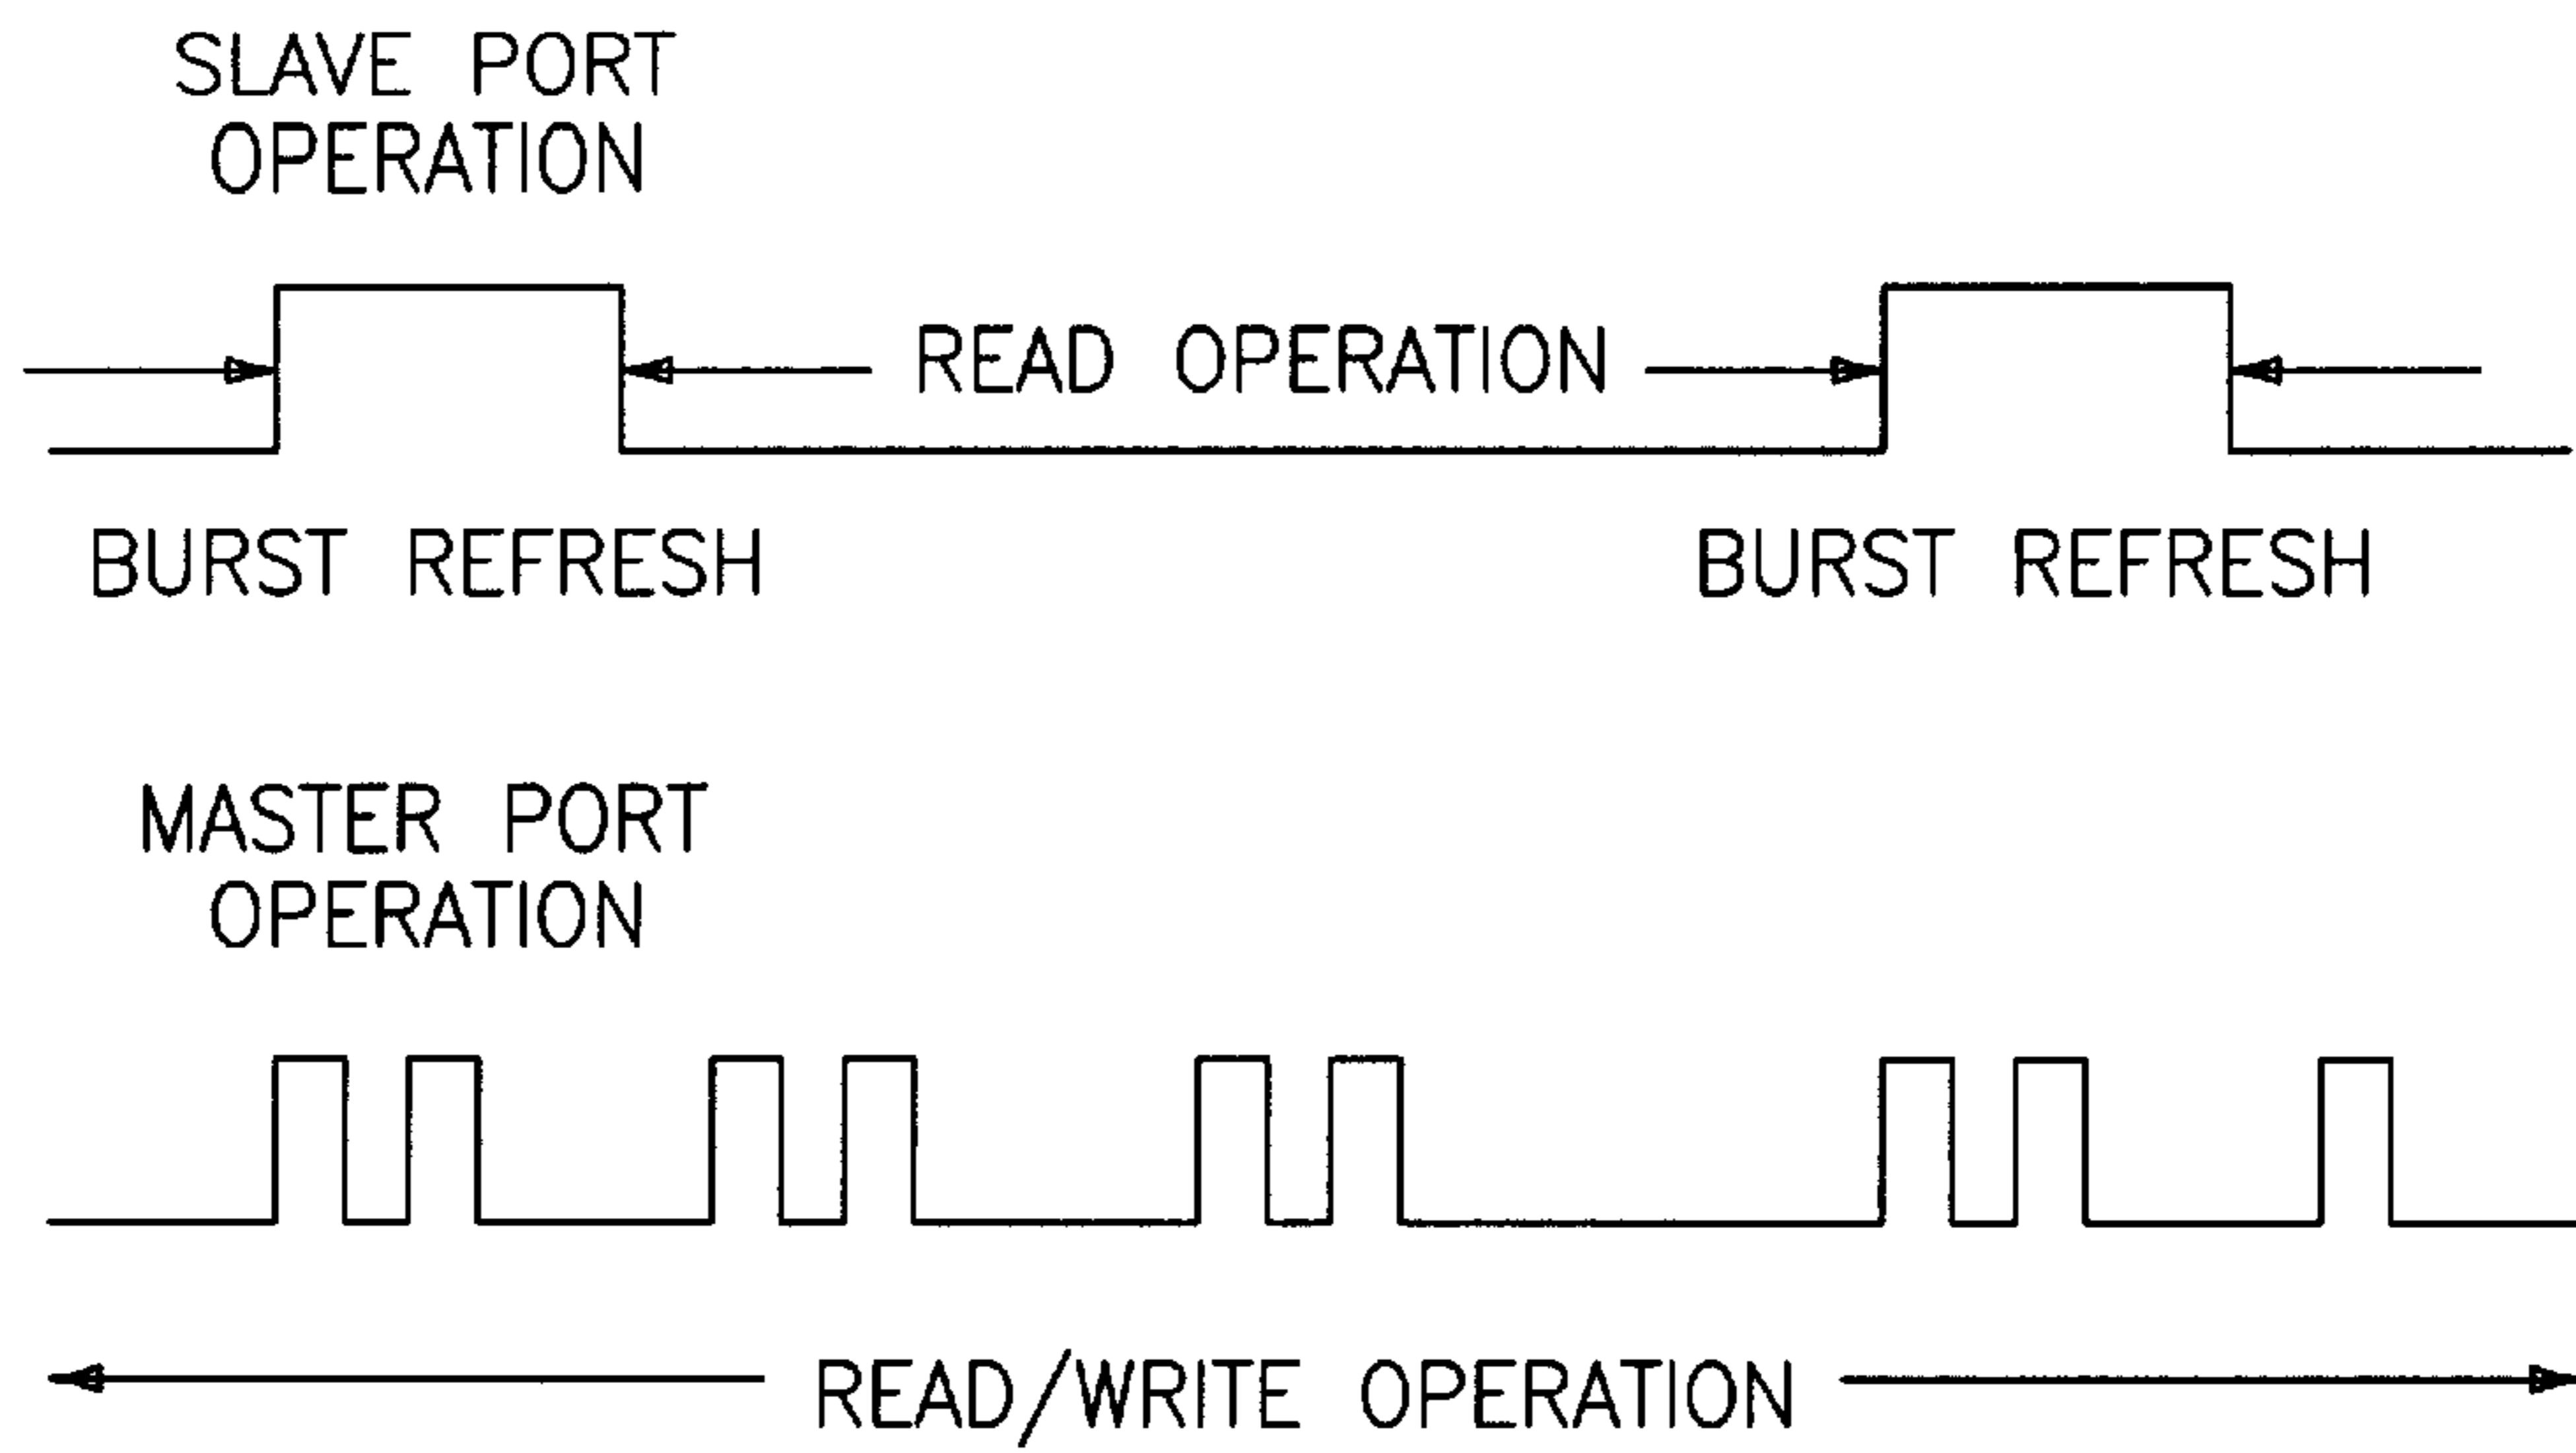 SLAVE PORT
OPERATION
READ OPERATION
BURST REFRESH
BURST REFRESH
MASTER PORT
OPERATION
READ/WRITE OPERATION